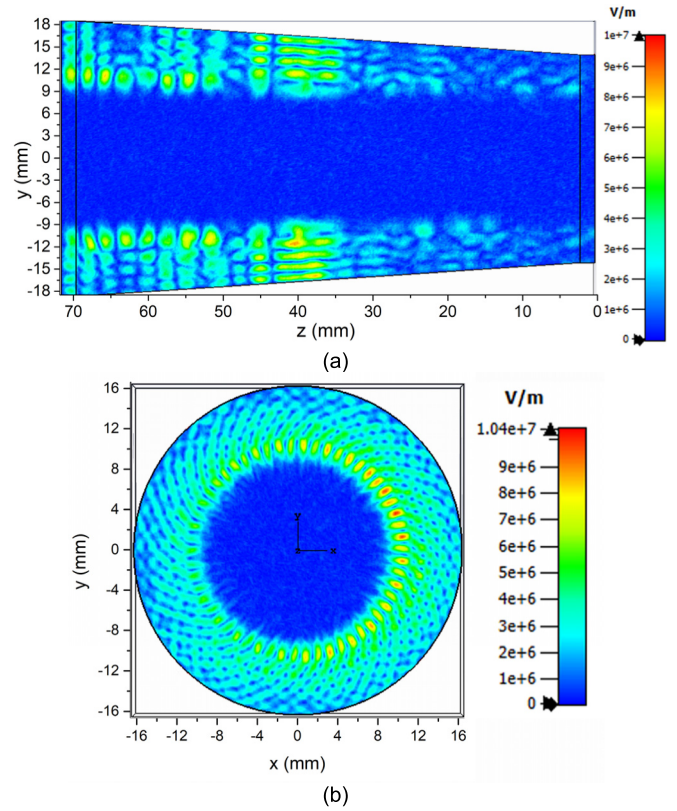 V/m
18
15
12
9
6
3
0
-3
-6
-9
-12
-15
-18
y (mm)
70 60 50 40 30 20 10 0
z (mm)
1e+7
9e+6
8e+6
7e+6
6e+6
5e+6
4e+6
3e+6
2e+6
1e+6
0
(a)
16
12
8
4
0
-4
-8
-12
-16
y (mm)
y
x
-16 -12 -8 -4 0 4 8 12 16
x (mm)
V/m
1.04e+7
9e+6
8e+6
7e+6
6e+6
5e+6
4e+6
3e+6
2e+6
1e+6
0
(b)